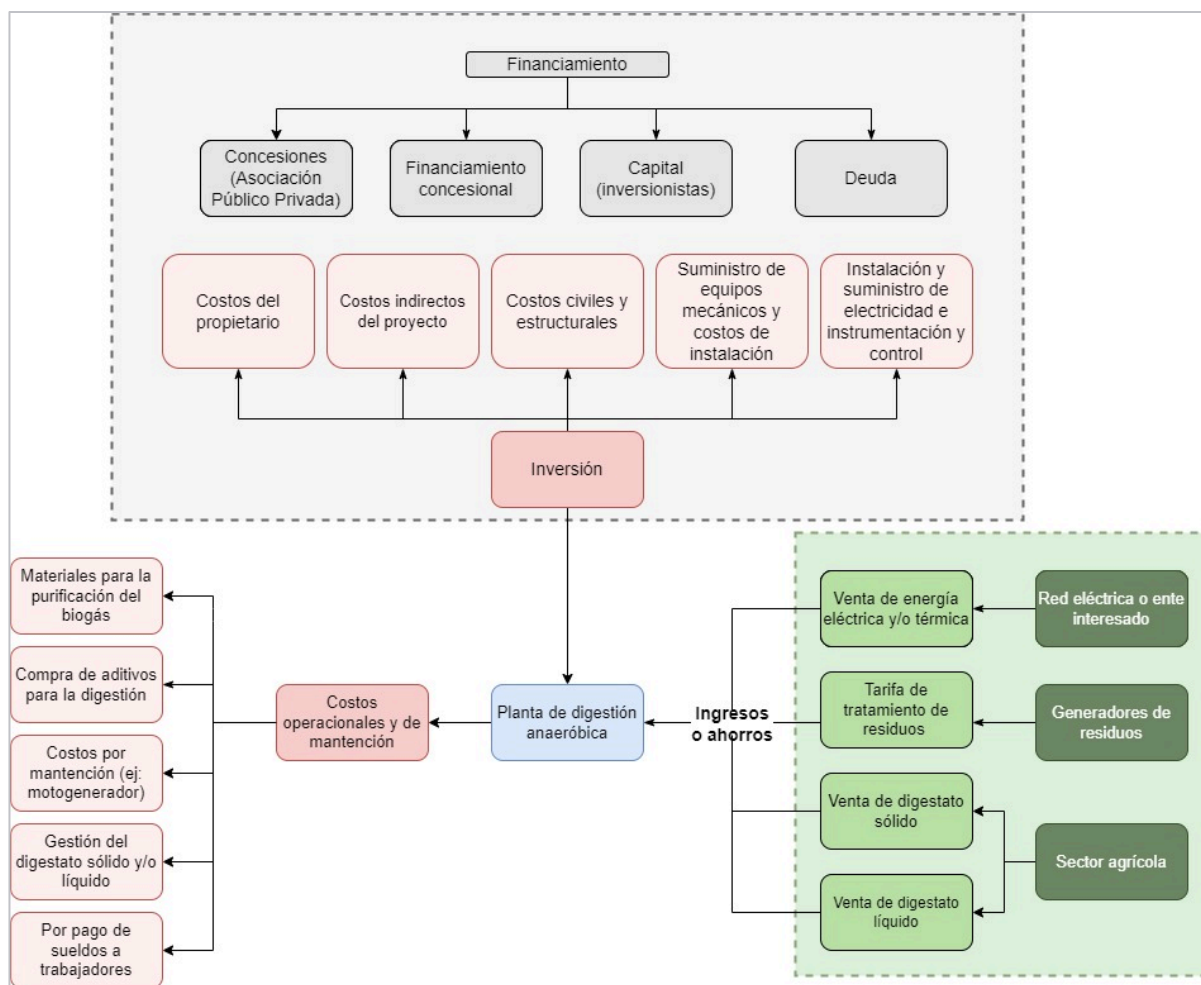 Financiamiento
Concesiones
(Asociación
Público Privada)
Financiamiento
concesional
Capital
(inversionistas)
Deuda
Costos del
propietario
Costos indirectos
del proyecto
Costos civiles y
estructurales
Suministro de
equipos
mecánicos y
costos de
instalación
Instalación y
suministro de
electricidad e
instrumentación y
control
Inversión
Materiales para la
purificación del
biogás
Compra de aditivos
para la digestión
Costos por
mantención (ej:
motogenerador)
Gestión del
digestato sólido y/o
líquido
Por pago de
sueldos a
trabajadores
Costos
operacionales y de
mantención
Planta de digestión
anaeróbica
Ingresos
o ahorros
Venta de energía
eléctrica y/o térmica
Tarifa de
tratamiento de
residuos
Venta de digestato
sólido
Venta de digestato
líquido
Red eléctrica o ente
interesado
Generadores de
residuos
Sector agrícola